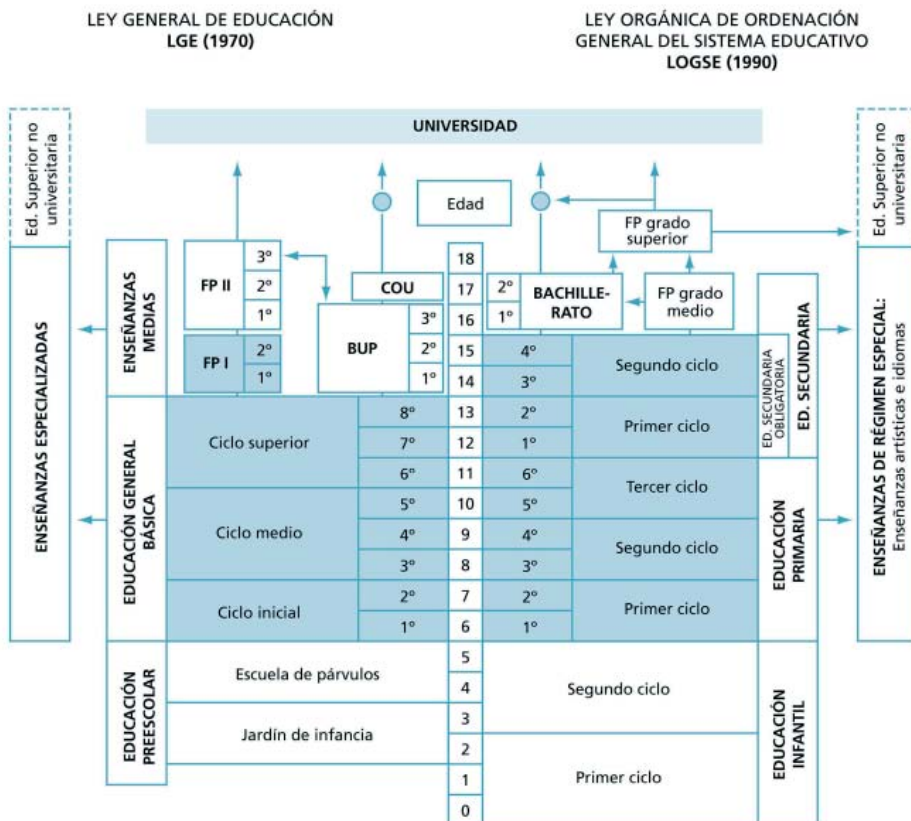 LEY GENERAL DE EDUCACIÓN
LGE (1970)
LEY ORGÁNICA DE ORDENACIÓN
GENERAL DEL SISTEMA EDUCATIVO
LOGSE (1990)
UNIVERSIDAD
Ed. Superior no
universitaria
ENSEÑANZAS ESPECIALIZADAS
ENSEÑANZAS
MEDIAS
EDUCACIÓN GENERAL
BÁSICA
EDUCACIÓN
PREESCOLAR
FP II
3º
2º
1º
FP I
2º
1º
COU
BUP
3º
2º
1º
Ciclo superior
8º
7º
6º
Ciclo medio
5º
4º
3º
Ciclo inicial
2º
1º
Escuela de párvulos
Jardín de infancia
Edad
18
17
16
15
14
13
12
11
10
9
8
7
6
5
4
3
2
1
0
FP grado
superior
2º
1º
BACHILLE-
RATO
FP grado
medio
4º
3º
Segundo ciclo
2º
1º
Primer ciclo
6º
5º
Tercer ciclo
4º
3º
Segundo ciclo
2º
1º
Primer ciclo
Segundo ciclo
Primer ciclo
ED. SECUNDARIA
OBLIGATORIA
ED. SECUNDARIA
EDUCACIÓN
PRIMARIA
EDUCACIÓN
INFANTIL
Ed. Superior no
universitaria
ENSEÑANZAS DE RÉGIMEN ESPECIAL:
Enseñanzas artísticas e idiomas